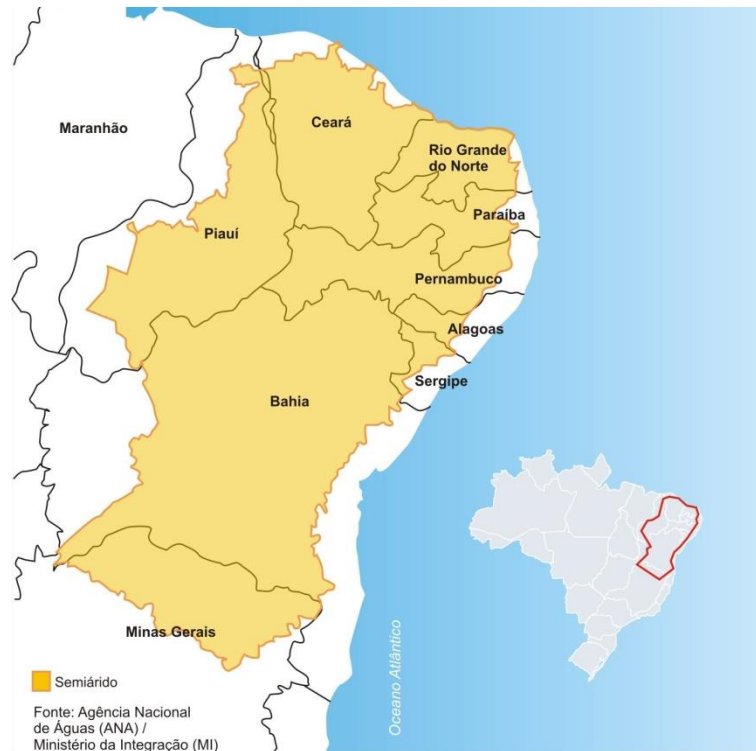 Maranhão
Ceará
Rio Grande
do Norte
Paraíba
Piauí
Pernambuco
Alagoas
Sergipe
Bahia
Minas Gerais
Oceano Atlântico
Semiárido
Fonte: Agência Nacional
de Águas (ANA) /
Ministério da Integração (MI)